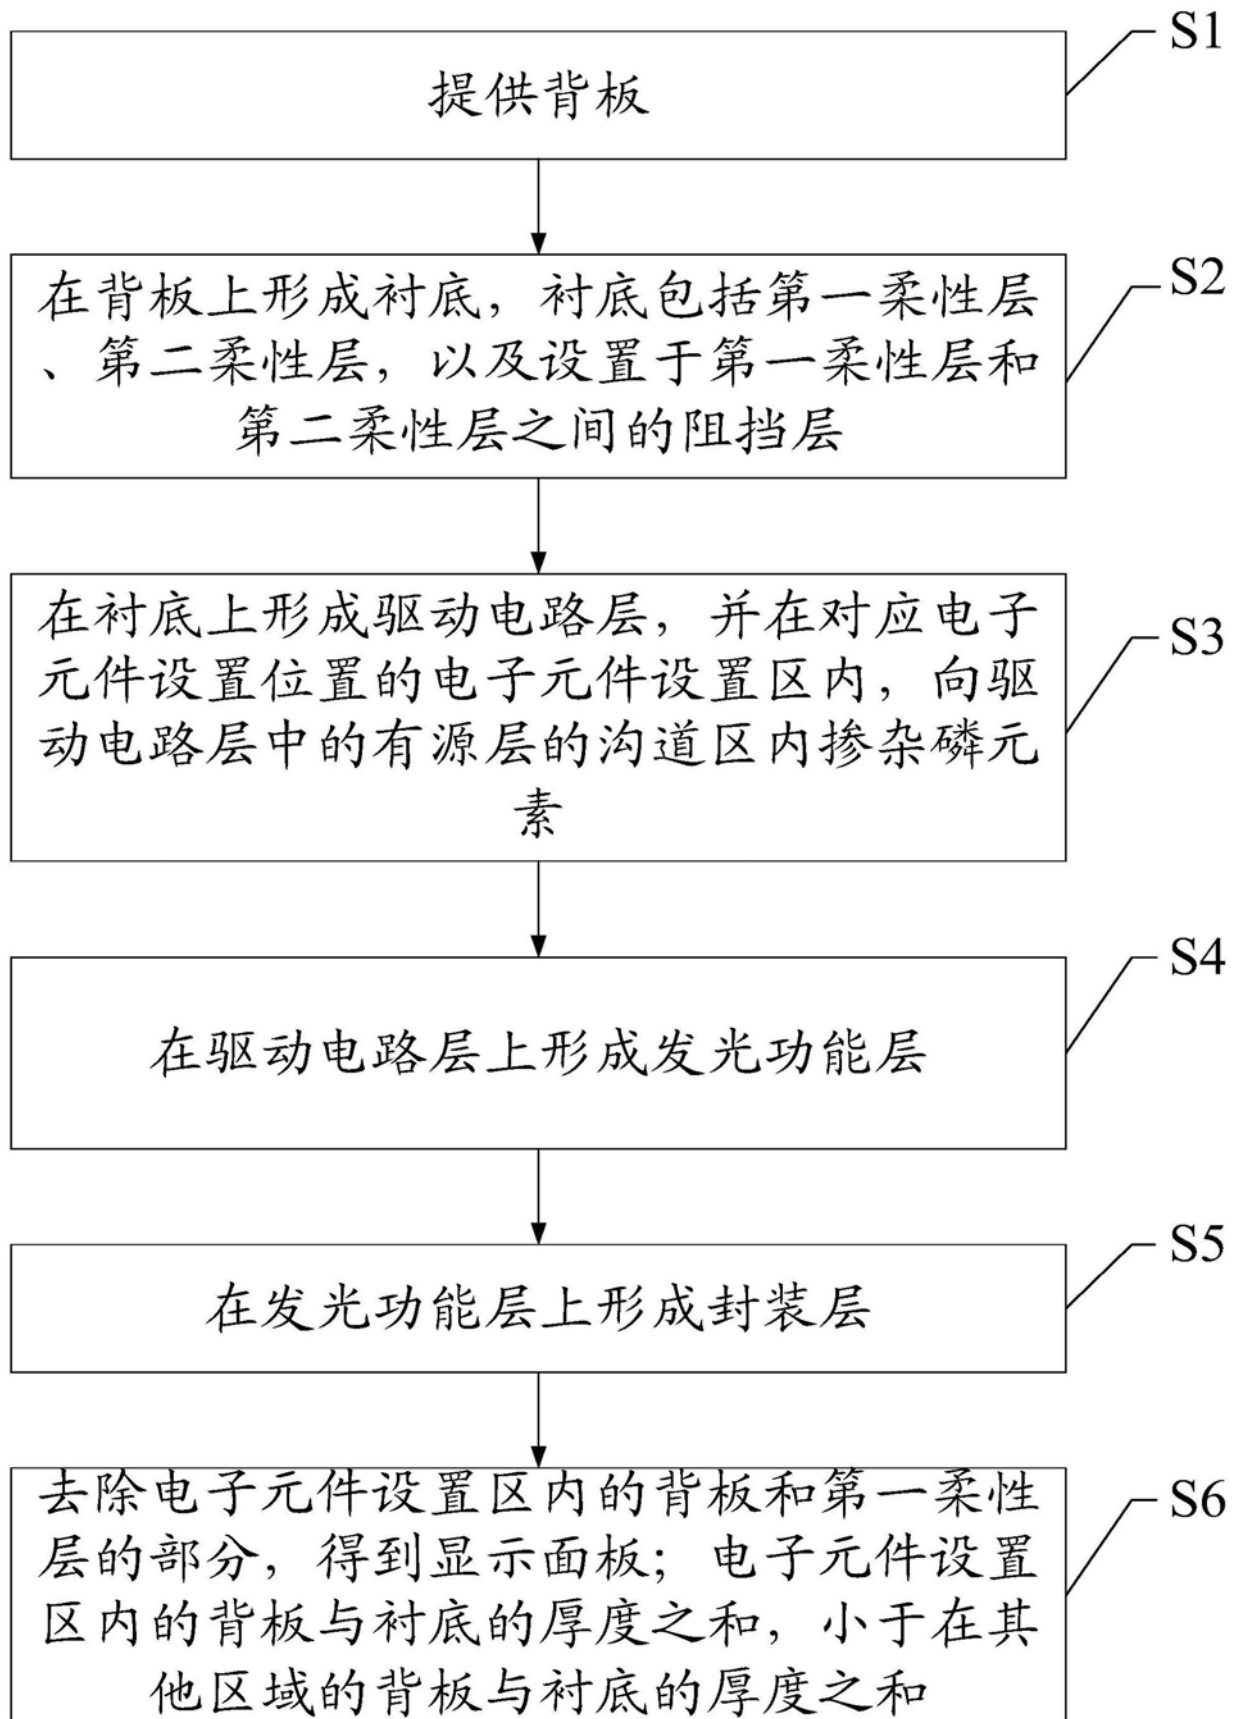 S1
提供背板
S2
在背板上形成衬底，衬底包括第一柔性层
、第二柔性层，以及设置于第一柔性层和
第二柔性层之间的阻挡层
S3
在衬底上形成驱动电路层，并在对应电子
元件设置位置的电子元件设置区内，向驱
动电路层中的有源层的沟道区内掺杂磷元
素
S4
在驱动电路层上形成发光功能层
S5
在发光功能层上形成封装层
S6
去除电子元件设置区内的背板和第一柔性
层的部分，得到显示面板；电子元件设置
区内的背板与衬底的厚度之和，小于在其
他区域的背板与衬底的厚度之和